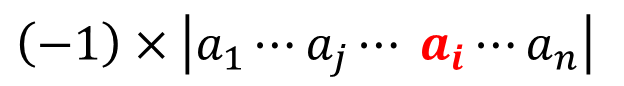 (−1) × |a₁ ⋯ aⱼ ⋯ aᵢ ⋯ aₙ|